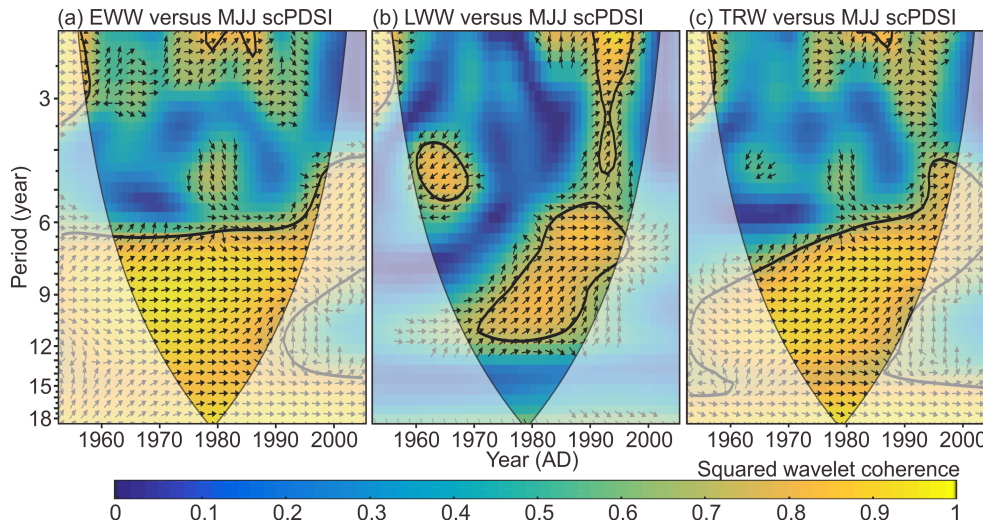 (a) EWW versus MJJ scPDSI
(b) LWW versus MJJ scPDSI
(c) TRW versus MJJ scPDSI
Period (year)
3
6
9
12
15
18
1960 1970 1980 1990 2000
1960 1970 1980 1990 2000
1960 1970 1980 1990 2000
Year (AD)
Squared wavelet coherence
0 0.1 0.2 0.3 0.4 0.5 0.6 0.7 0.8 0.9 1